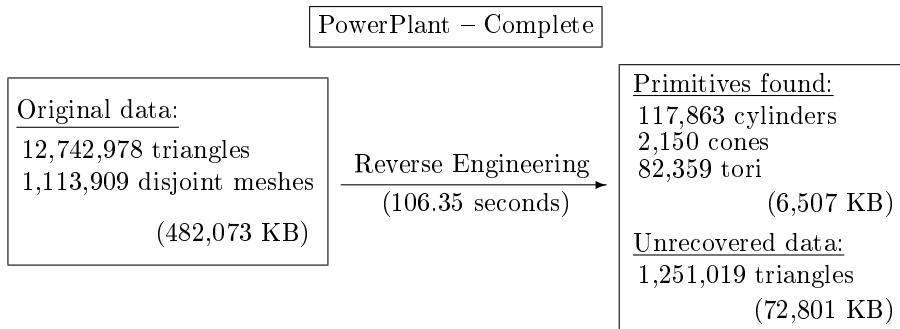 PowerPlant – Complete
Original data:
12,742,978 triangles
1,113,909 disjoint meshes
(482,073 KB)
Reverse Engineering
(106.35 seconds)
Primitives found:
117,863 cylinders
2,150 cones
82,359 tori
(6,507 KB)
Unrecovered data:
1,251,019 triangles
(72,801 KB)